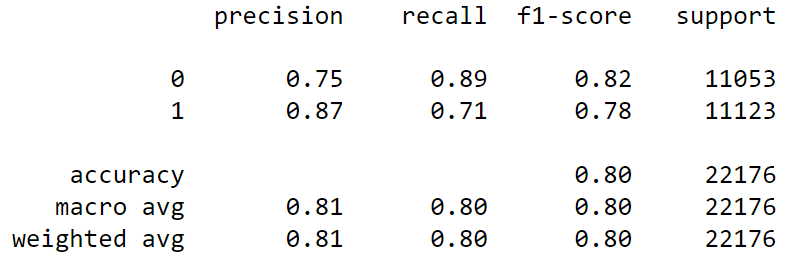 precision recall f1-score support
0 0.75 0.89 0.82 11053
1 0.87 0.71 0.78 11123
accuracy 0.80 22176
macro avg 0.81 0.80 0.80 22176
weighted avg 0.81 0.80 0.80 22176